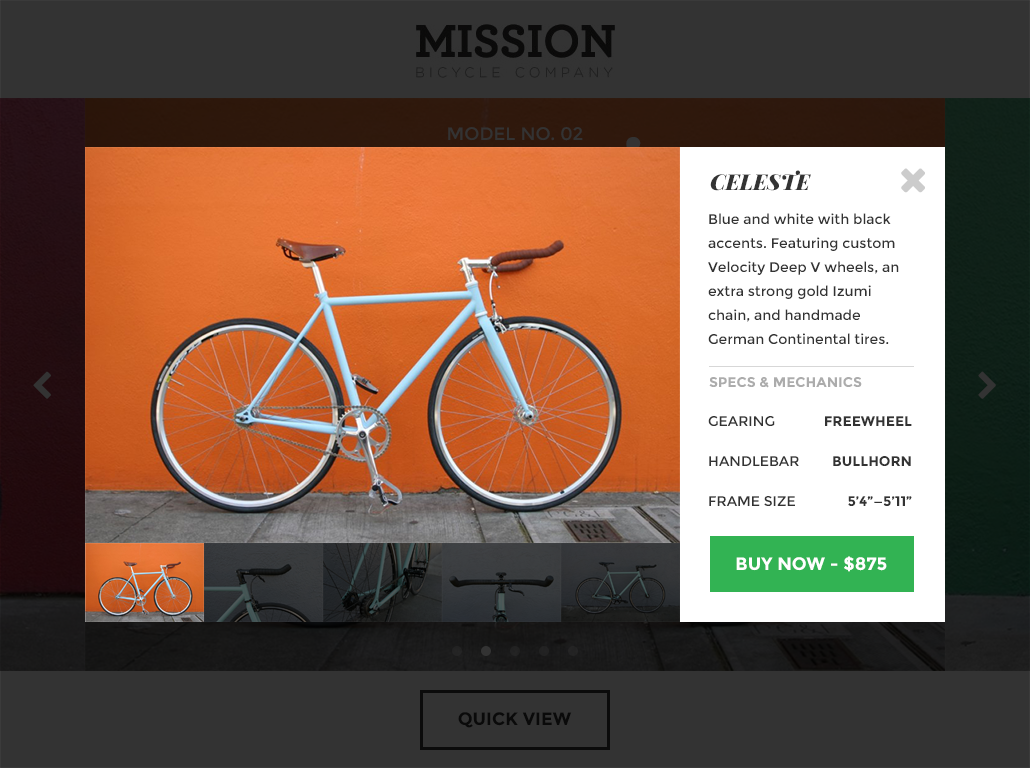 MISSION
BICYCLE COMPANY
MODEL NO. 02
CELESTE
Blue and white with black
accents. Featuring custom
Velocity Deep V wheels, an
extra strong gold Izumi
chain, and handmade
German Continental tires.
SPECS & MECHANICS
GEARING FREEWHEEL
HANDLEBAR BULLHORN
FRAME SIZE 5’4”—5’11”
BUY NOW - $875
QUICK VIEW